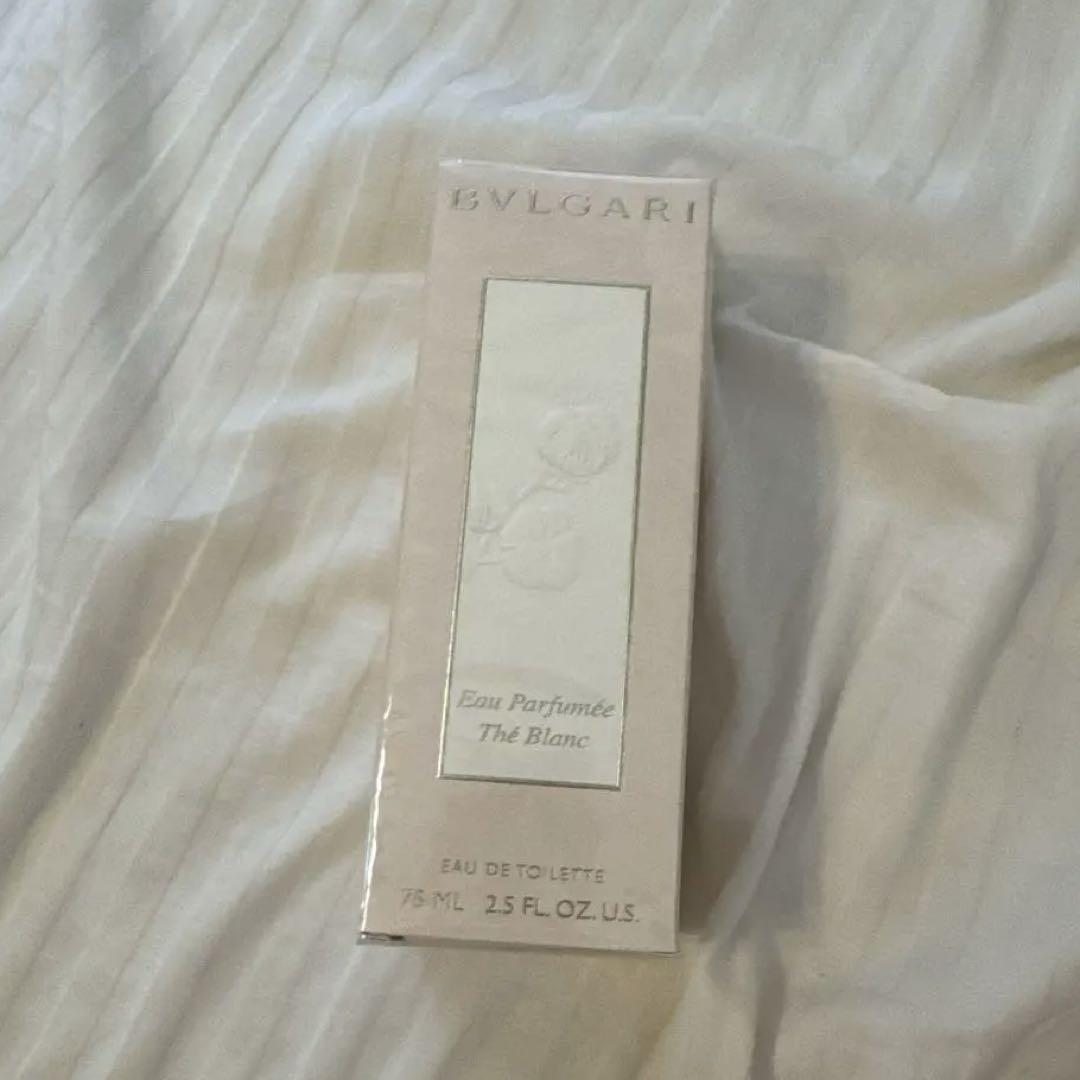 BVLGARI
Eau Parfumée
Thé Blanc
EAU DE TOILETTE
75 ML 2.5 FL. OZ. U.S.